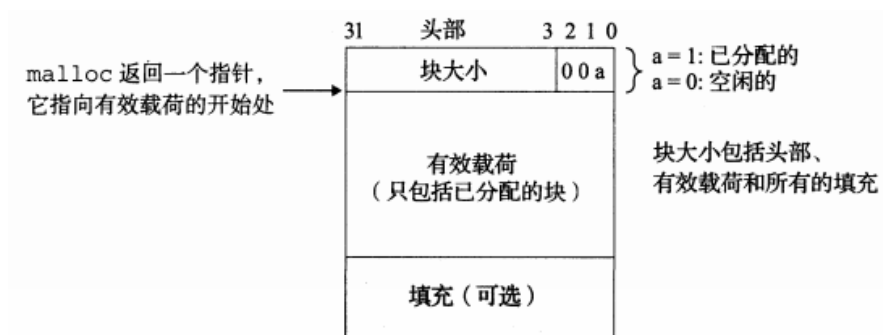 31 头部 3 2 1 0
块大小 0 0 a
a = 1: 已分配的
a = 0: 空闲的
malloc 返回一个指针，
它指向有效载荷的开始处
有效载荷
（只包括已分配的块）
块大小包括头部、
有效载荷和所有的填充
填充（可选）